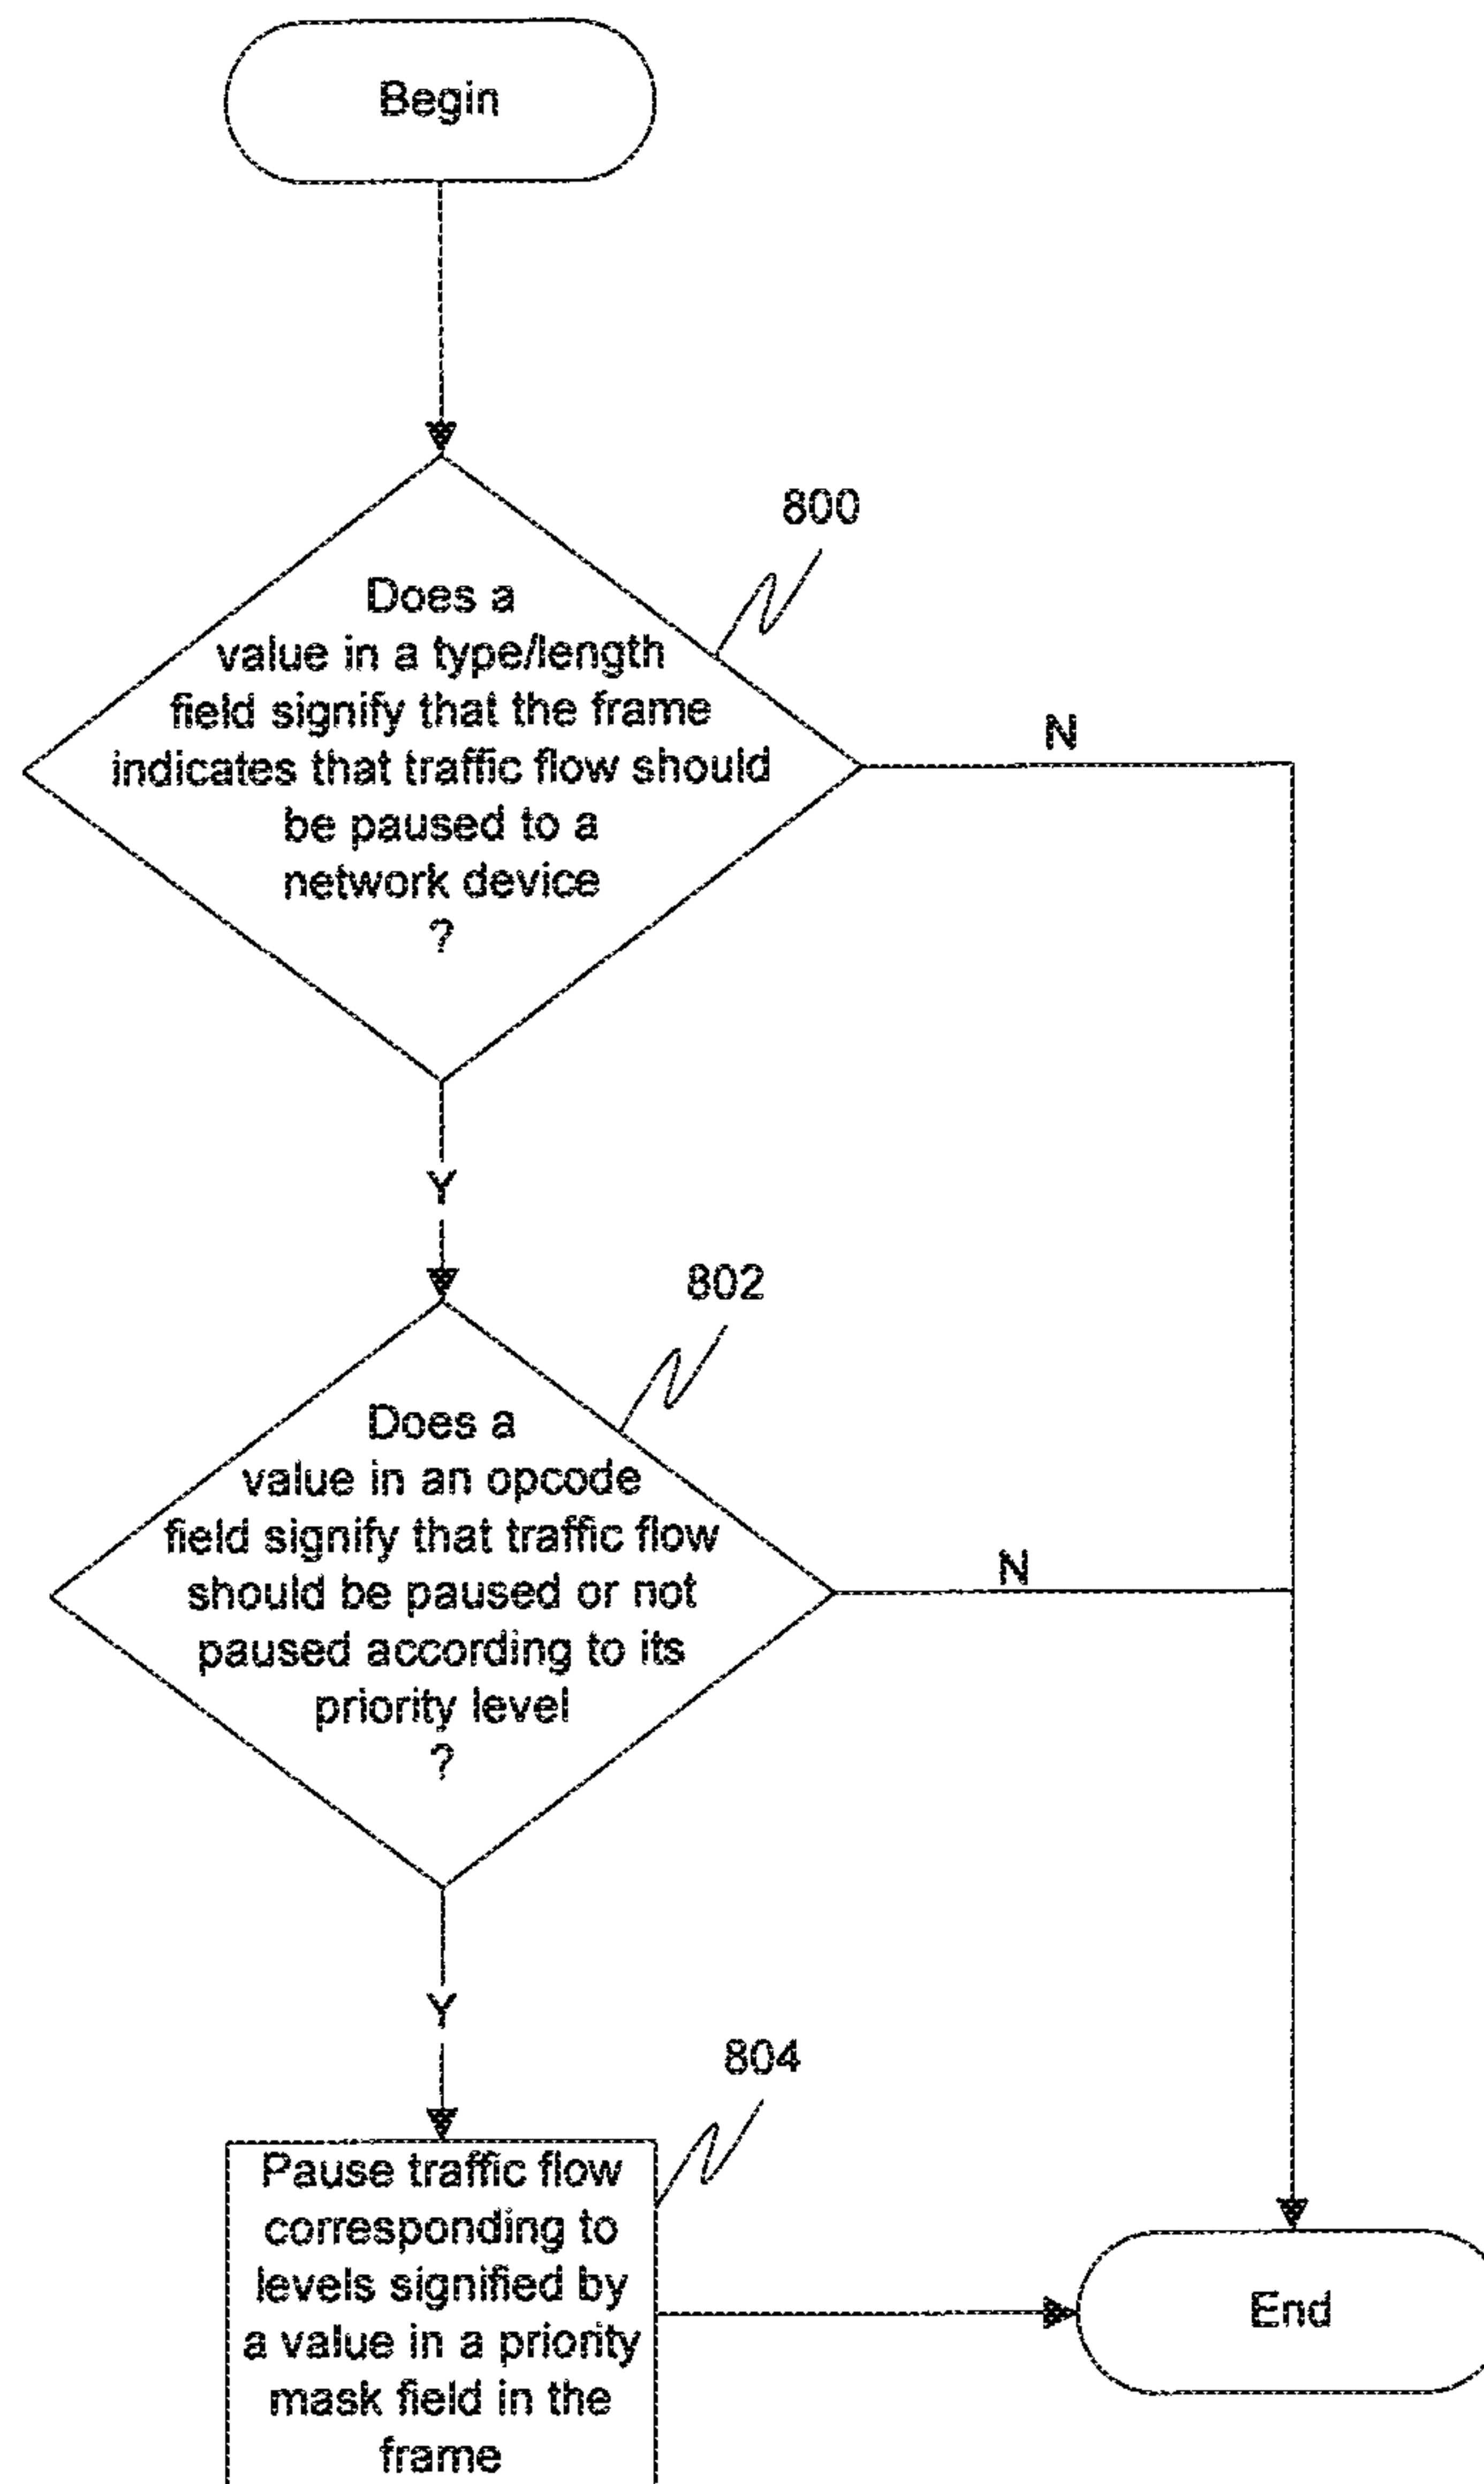 Begin
800
Does a
value in a type/length
field signify that the frame
indicates that traffic flow should
be paused to a
network device
?
N
Y
802
Does a
value in an opcode
field signify that traffic flow
should be paused or not
paused according to its
priority level
?
N
Y
804
Pause traffic flow
corresponding to
levels signified by
a value in a priority
mask field in the
frame
End